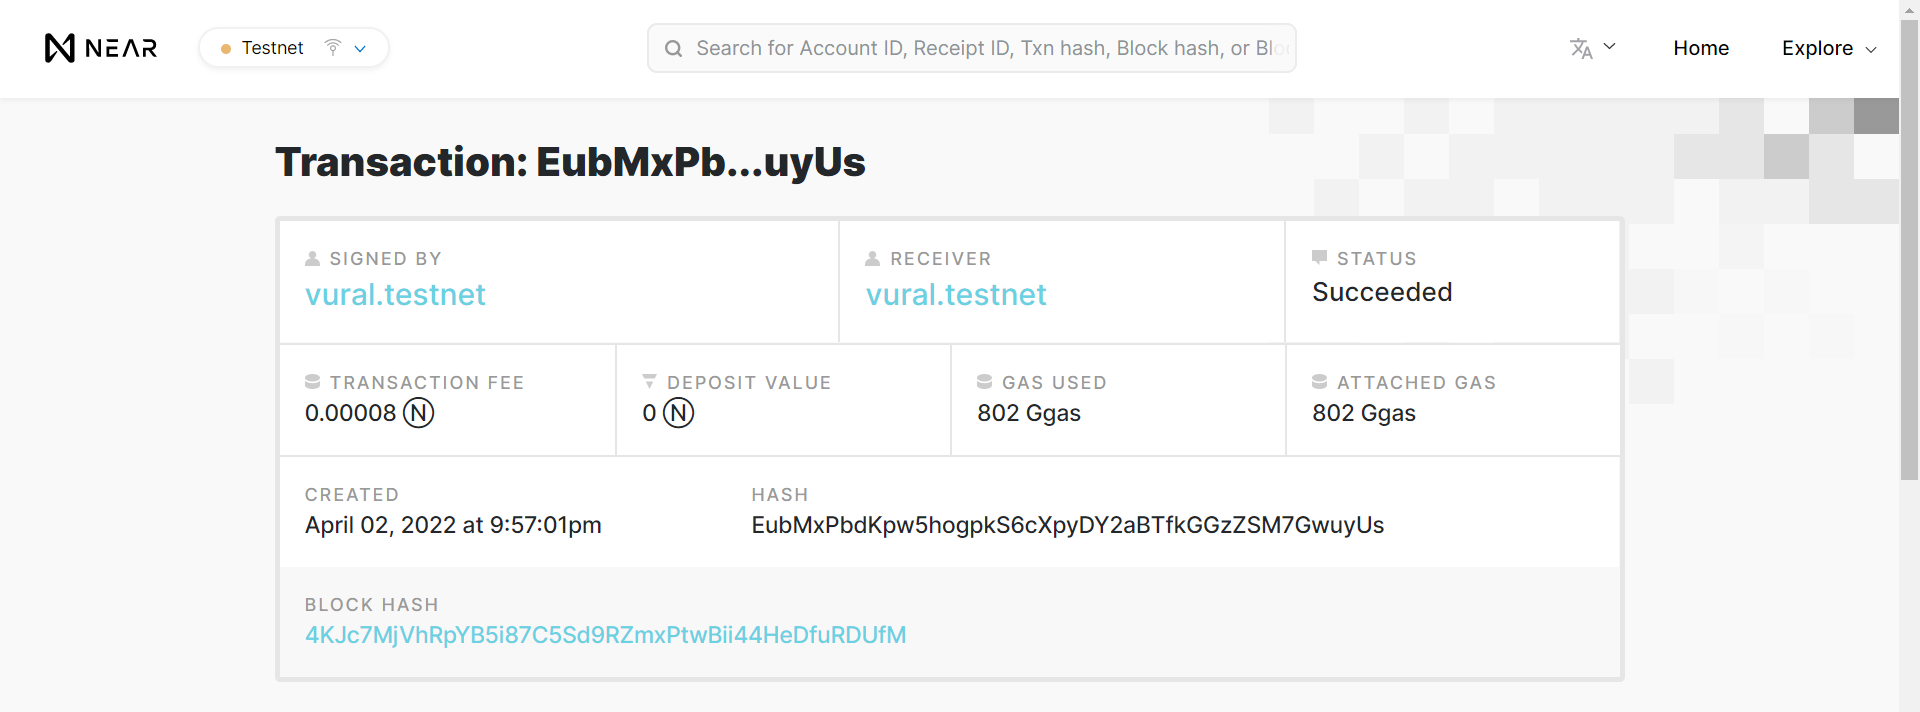 NEAR
Testnet
Search for Account ID, Receipt ID, Txn hash, Block hash, or Blo
Home
Explore
Transaction: EubMxPb...uyUs
SIGNED BY
vural.testnet
RECEIVER
vural.testnet
STATUS
Succeeded
TRANSACTION FEE
0.00008 Ⓝ
DEPOSIT VALUE
0 Ⓝ
GAS USED
802 Ggas
ATTACHED GAS
802 Ggas
CREATED
April 02, 2022 at 9:57:01pm
HASH
EubMxPbdKpw5hogpkS6cXpyDY2aBTfkGGzZSM7GwuyUs
BLOCK HASH
4KJc7MjVhRpYB5i87C5Sd9RZmxPtwBii44HeDfuRDUfM